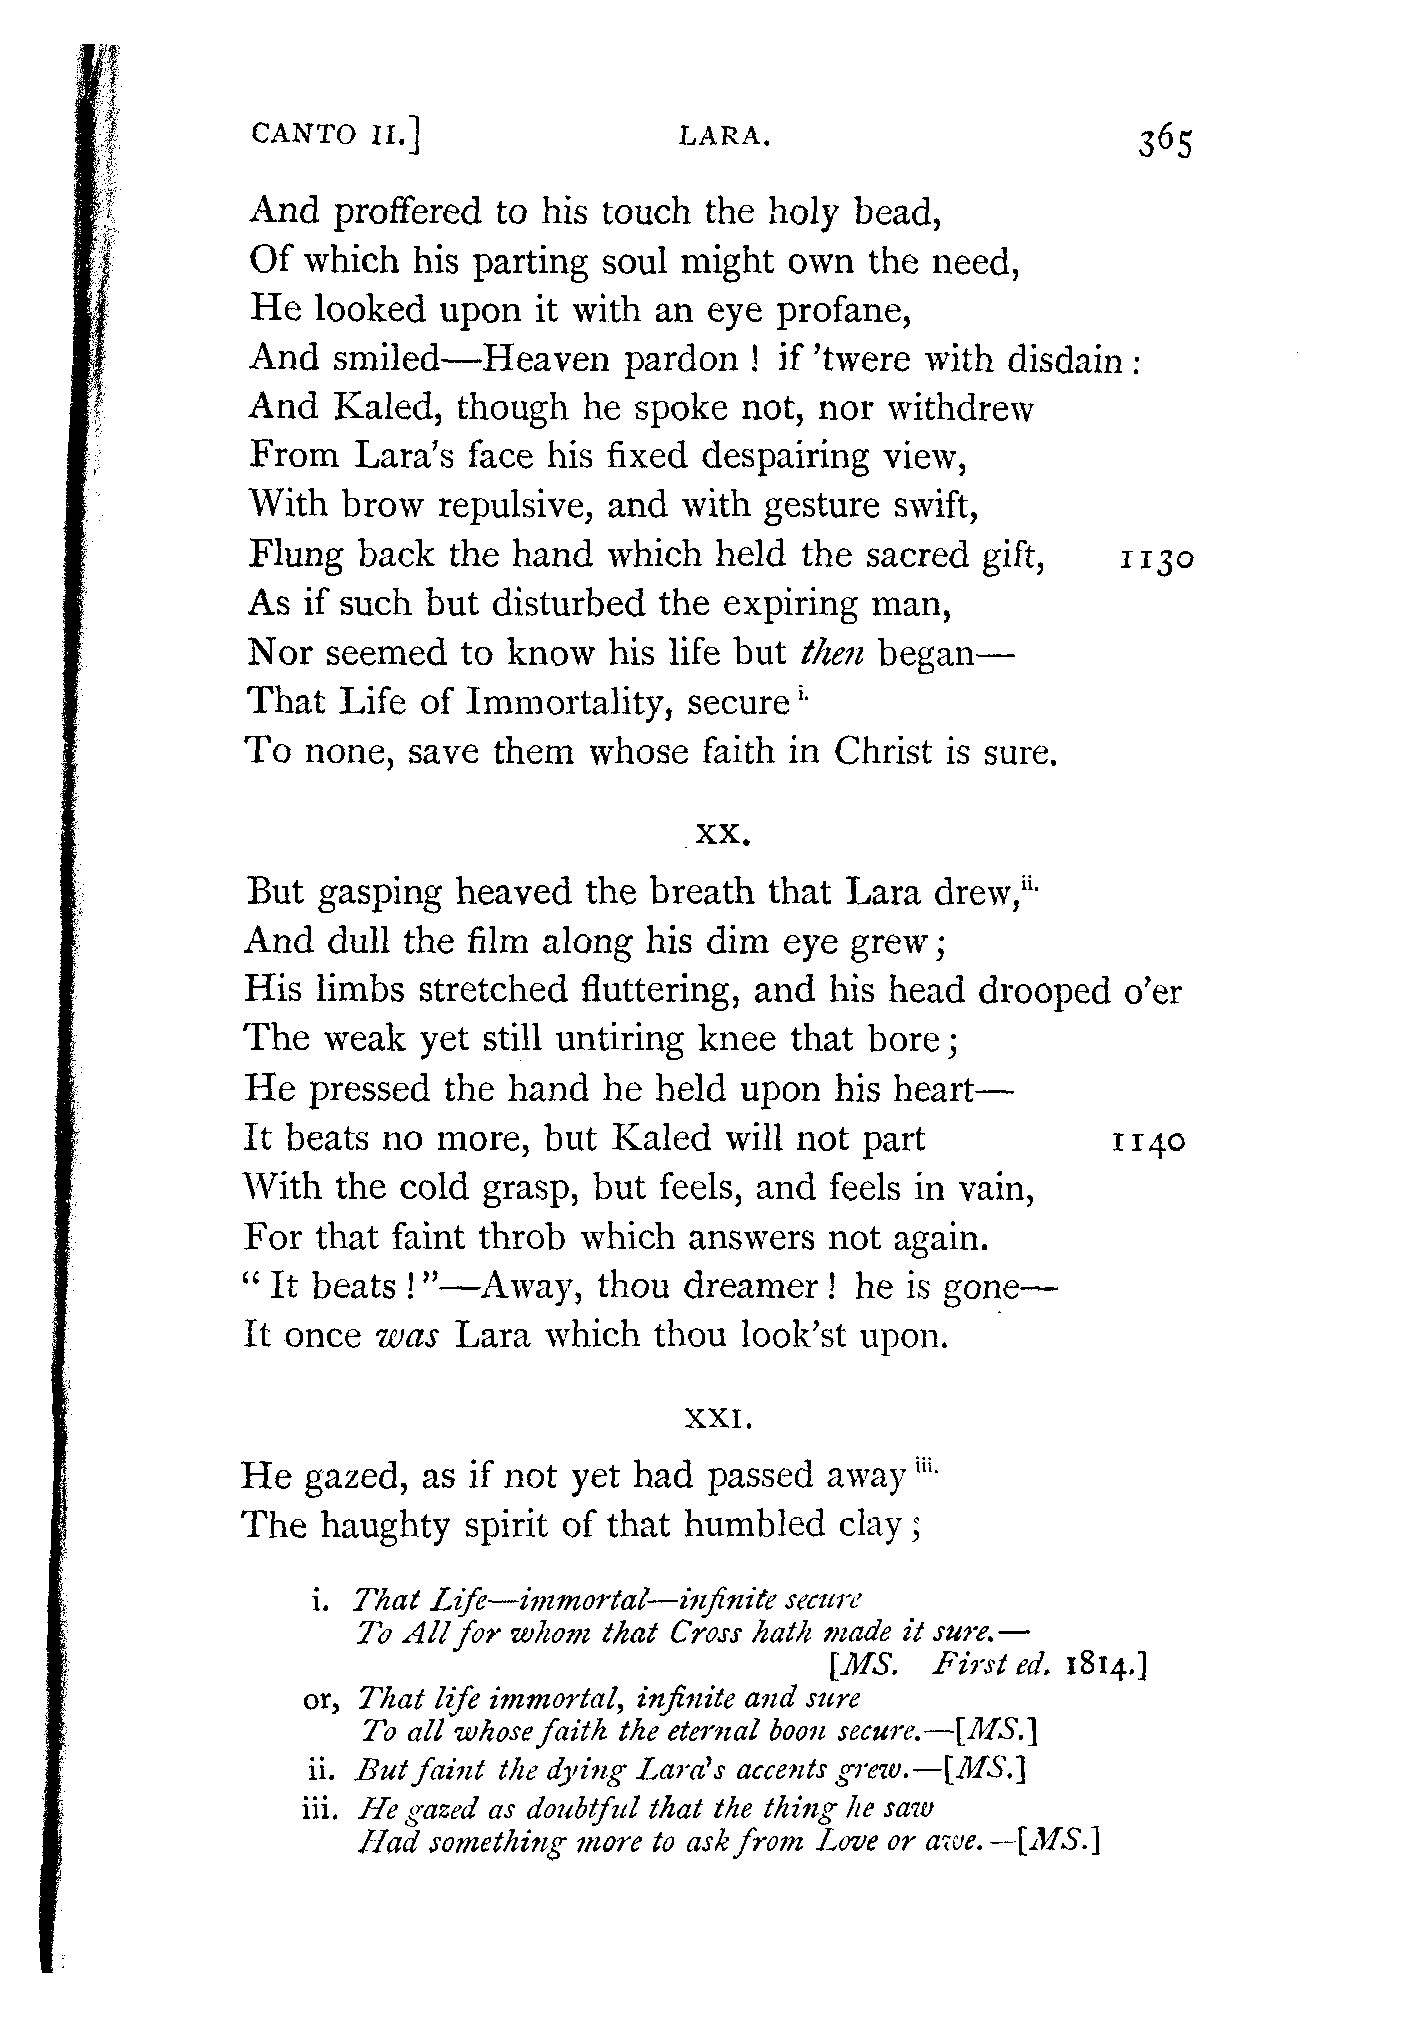 CANTO II.] LARA. 365
And proffered to his touch the holy bead,
Of which his parting soul might own the need,
He looked upon it with an eye profane,
And smiled—Heaven pardon ! if 'twere with disdain :
And Kaled, though he spoke not, nor withdrew
From Lara's face his fixed despairing view,
With brow repulsive, and with gesture swift,
Flung back the hand which held the sacred gift, 1130
As if such but disturbed the expiring man,
Nor seemed to know his life but then began—
That Life of Immortality, secure i.
To none, save them whose faith in Christ is sure.
XX.
But gasping heaved the breath that Lara drew,ii.
And dull the film along his dim eye grew ;
His limbs stretched fluttering, and his head drooped o'er
The weak yet still untiring knee that bore ;
He pressed the hand he held upon his heart—
It beats no more, but Kaled will not part 1140
With the cold grasp, but feels, and feels in vain,
For that faint throb which answers not again.
“ It beats ! ”—Away, thou dreamer ! he is gone—
It once was Lara which thou look'st upon.
XXI.
He gazed, as if not yet had passed away iii.
The haughty spirit of that humbled clay ;
i. That Life—immortal—infinite secure
To All for whom that Cross hath made it sure.—
[MS. First ed. 1814.]
or, That life immortal, infinite and sure
To all whose faith the eternal boon secure.—[MS.]
ii. But faint the dying Lara's accents grew.—[MS.]
iii. He gazed as doubtful that the thing he saw
Had something more to ask from Love or awe.—[MS.]